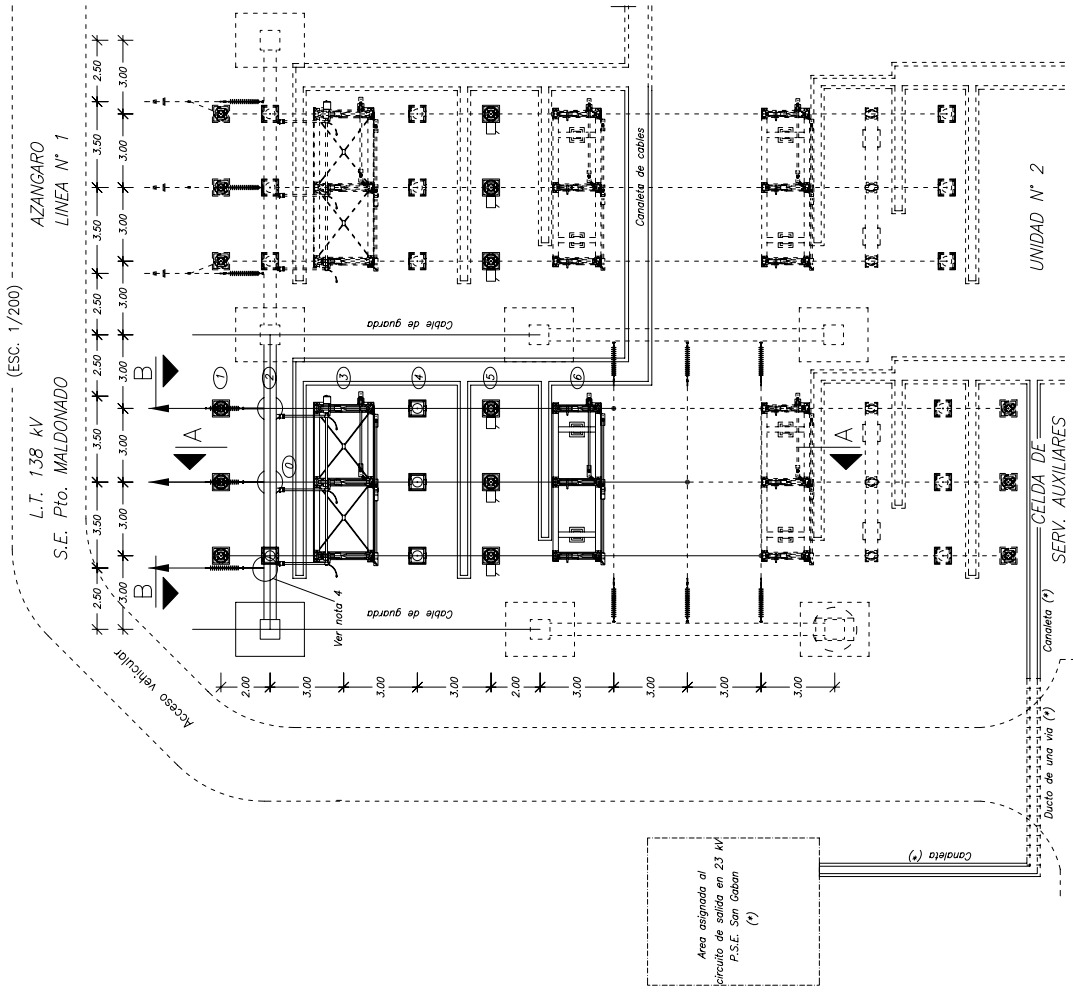 (ESC. 1/200)
L.T. 138 kV
S.E. Pto. MALDONADO
AZANGARO
LINEA N° 1
2.50
3.50
3.50
2.50
2.50
3.50
3.50
2.50
3.00
3.00
3.00
3.00
3.00
3.00
3.00
3.00
B
B
A
A
1
2
0
3
4
5
6
Cable de guarda
Cable de guarda
Canaleta de cables
Ver nota 4
Acceso vehicular
2.00
3.00
3.00
3.00
2.00
3.00
3.00
3.00
3.00
UNIDAD N° 2
CELDA DE
SERV. AUXILIARES
Canaleta (*)
Ducto de una via (*)
Canaleta (*)
Area asignada al
circuito de salida en 23 kV
P.S.E. San Gaban
(*)